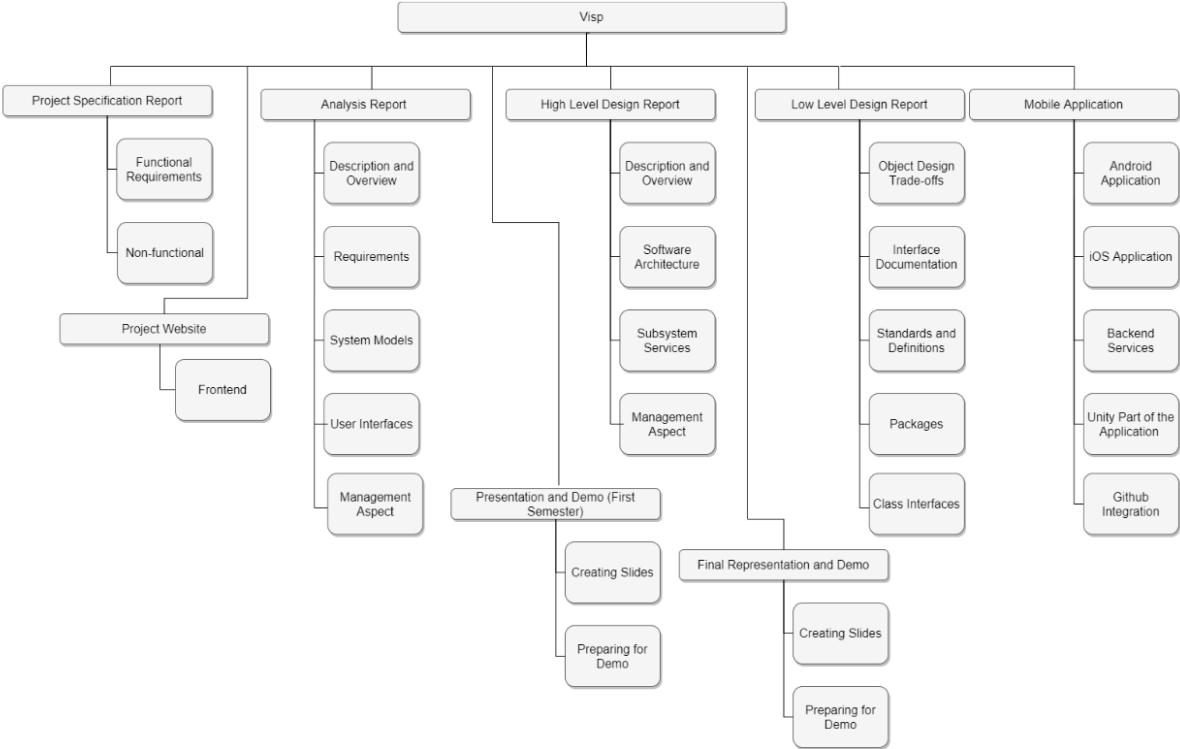 Visp
Project Specification Report
Functional
Requirements
Non-functional
Project Website
Frontend
Analysis Report
Description and
Overview
Requirements
System Models
User Interfaces
Management
Aspect
Presentation and Demo (First
Semester)
Creating Slides
Preparing for
Demo
High Level Design Report
Description and
Overview
Software
Architecture
Subsystem
Services
Management
Aspect
Final Representation and Demo
Creating Slides
Preparing for
Demo
Low Level Design Report
Object Design
Trade-offs
Interface
Documentation
Standards and
Definitions
Packages
Class Interfaces
Mobile Application
Android
Application
iOS Application
Backend
Services
Unity Part of the
Application
Github
Integration